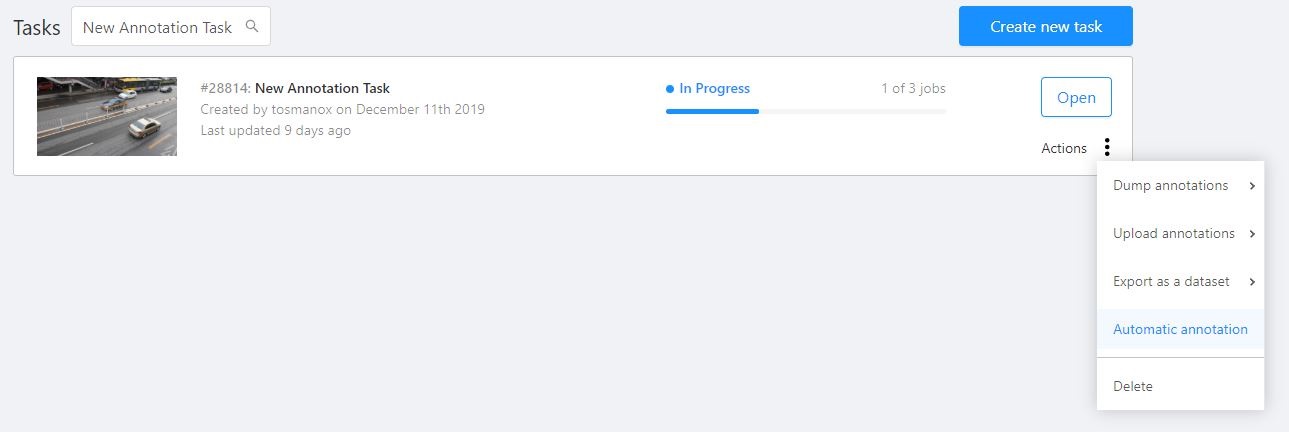 Tasks
New Annotation Task
Create new task
#28814: New Annotation Task
Created by tosmanox on December 11th 2019
Last updated 9 days ago
In Progress
1 of 3 jobs
Open
Actions
Dump annotations
Upload annotations
Export as a dataset
Automatic annotation
Delete